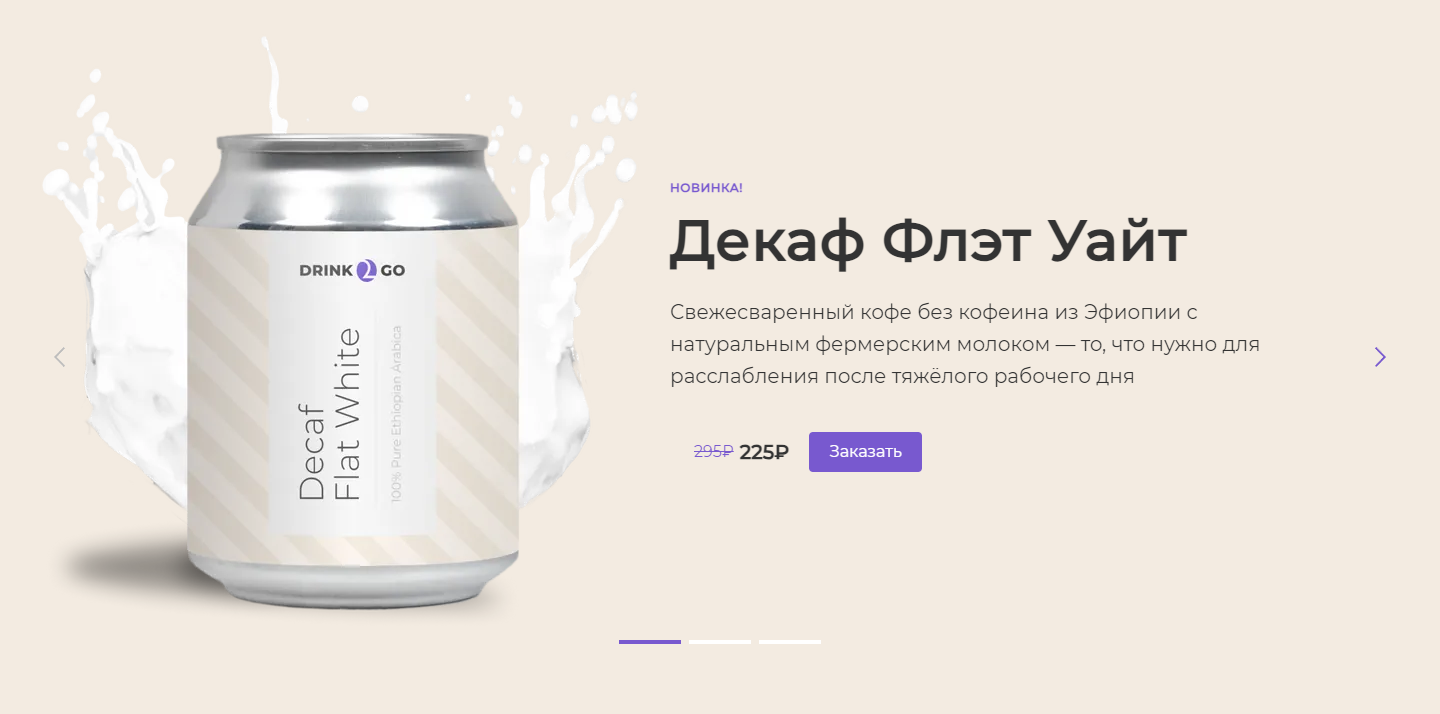 НОВИНКА!
Декаф Флэт Уайт
Свежесваренный кофе без кофеина из Эфиопии с
натуральным фермерским молоком — то, что нужно для
расслабления после тяжёлого рабочего дня
295₽ 225₽ Заказать
DRINK 2 GO
Decaf
Flat White
100% Pure Ethiopian Arabica